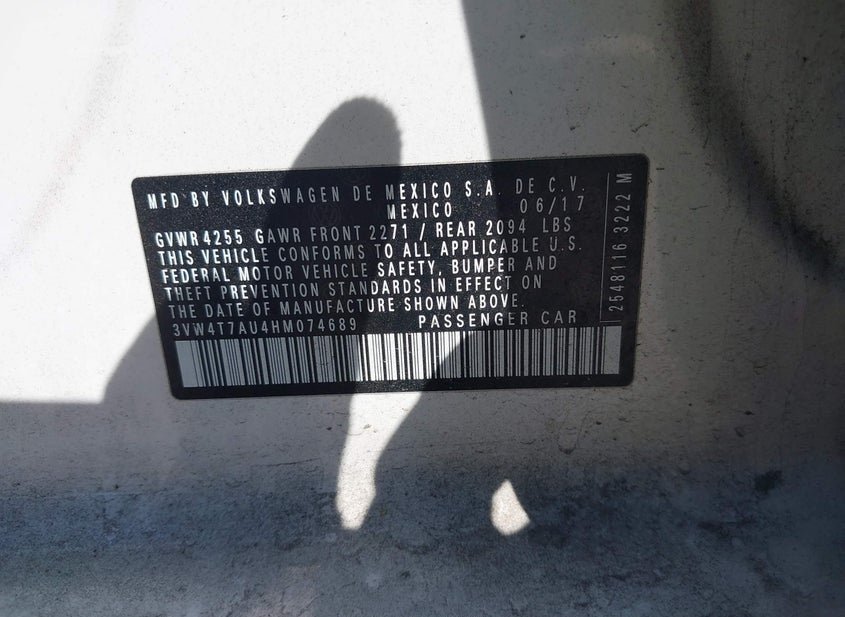 MFD BY VOLKSWAGEN DE MEXICO S.A. DE C.V.
MEXICO 06/17
GVWR 4255 GAWR FRONT 2271 / REAR 2094 LBS
THIS VEHICLE CONFORMS TO ALL APPLICABLE U.S.
FEDERAL MOTOR VEHICLE SAFETY, BUMPER AND
THEFT PREVENTION STANDARDS IN EFFECT ON
THE DATE OF MANUFACTURE SHOWN ABOVE.
3VW4T7AU4HM074689 PASSENGER CAR
2548116 3222 M